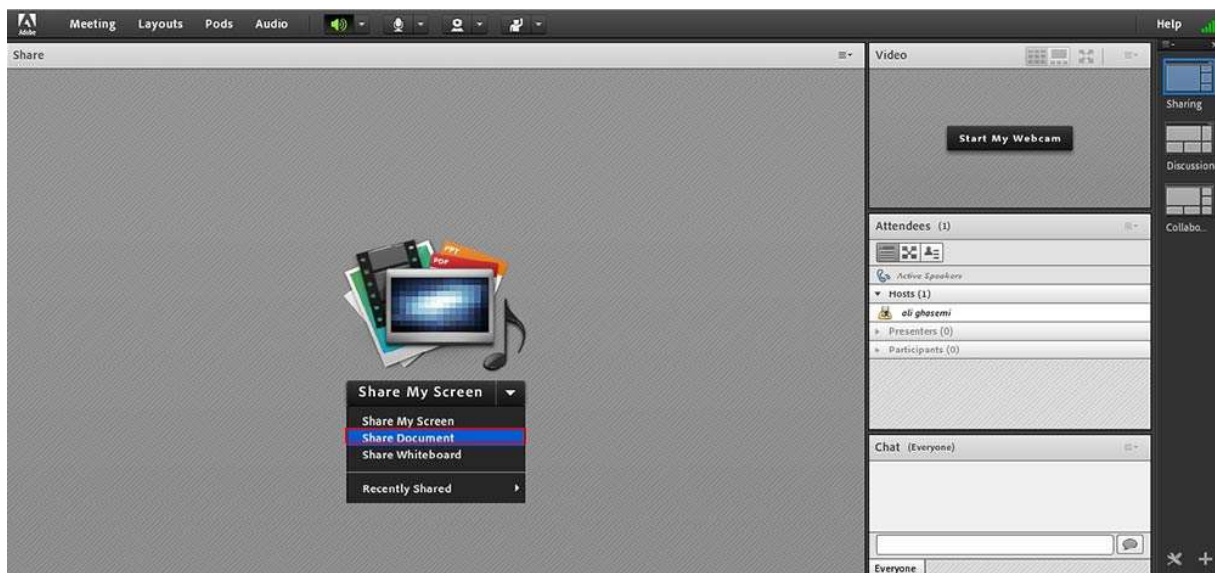 Adobe
Meeting Layouts Pods Audio Help
Share
Video
Start My Webcam
Sharing
Discussion
Collabo...
PPT
PDF
Attendees (1)
Active Speakers
Hosts (1)
ali ghasemi
Presenters (0)
Participants (0)
Share My Screen
Share My Screen
Share Document
Share Whiteboard
Recently Shared
Chat (Everyone)
Everyone